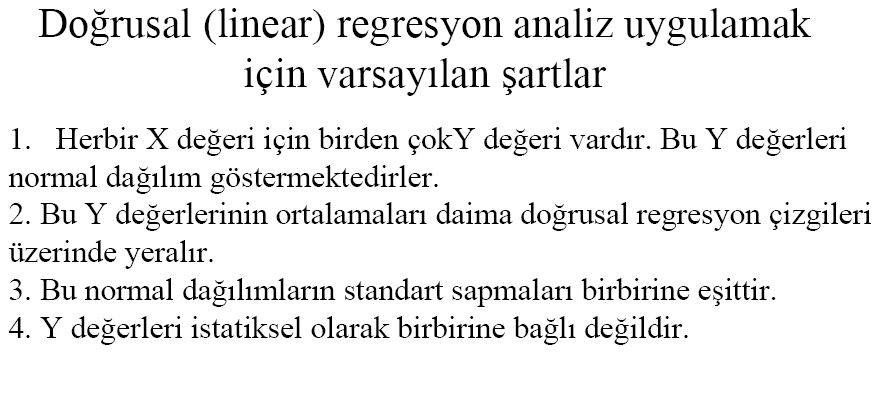 Doğrusal (linear) regresyon analiz uygulamak
için varsayılan şartlar
1. Herbir X değeri için birden çokY değeri vardır. Bu Y değerleri
normal dağılım göstermektedirler.
2. Bu Y değerlerinin ortalamaları daima doğrusal regresyon çizgileri
üzerinde yeralır.
3. Bu normal dağılımların standart sapmaları birbirine eşittir.
4. Y değerleri istatiksel olarak birbirine bağlı değildir.